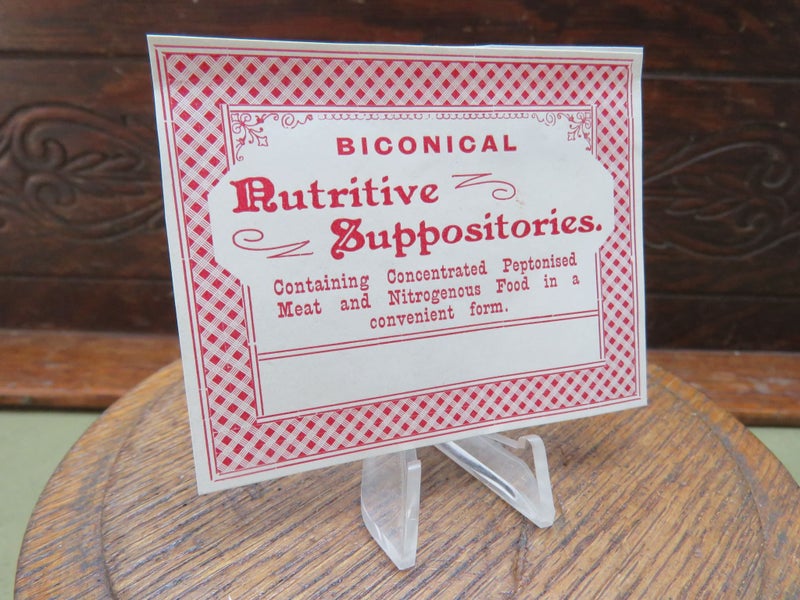 BICONICAL
Nutritive
Suppositories.
Containing Concentrated Peptonised
Meat and Nitrogenous Food in a
convenient form.